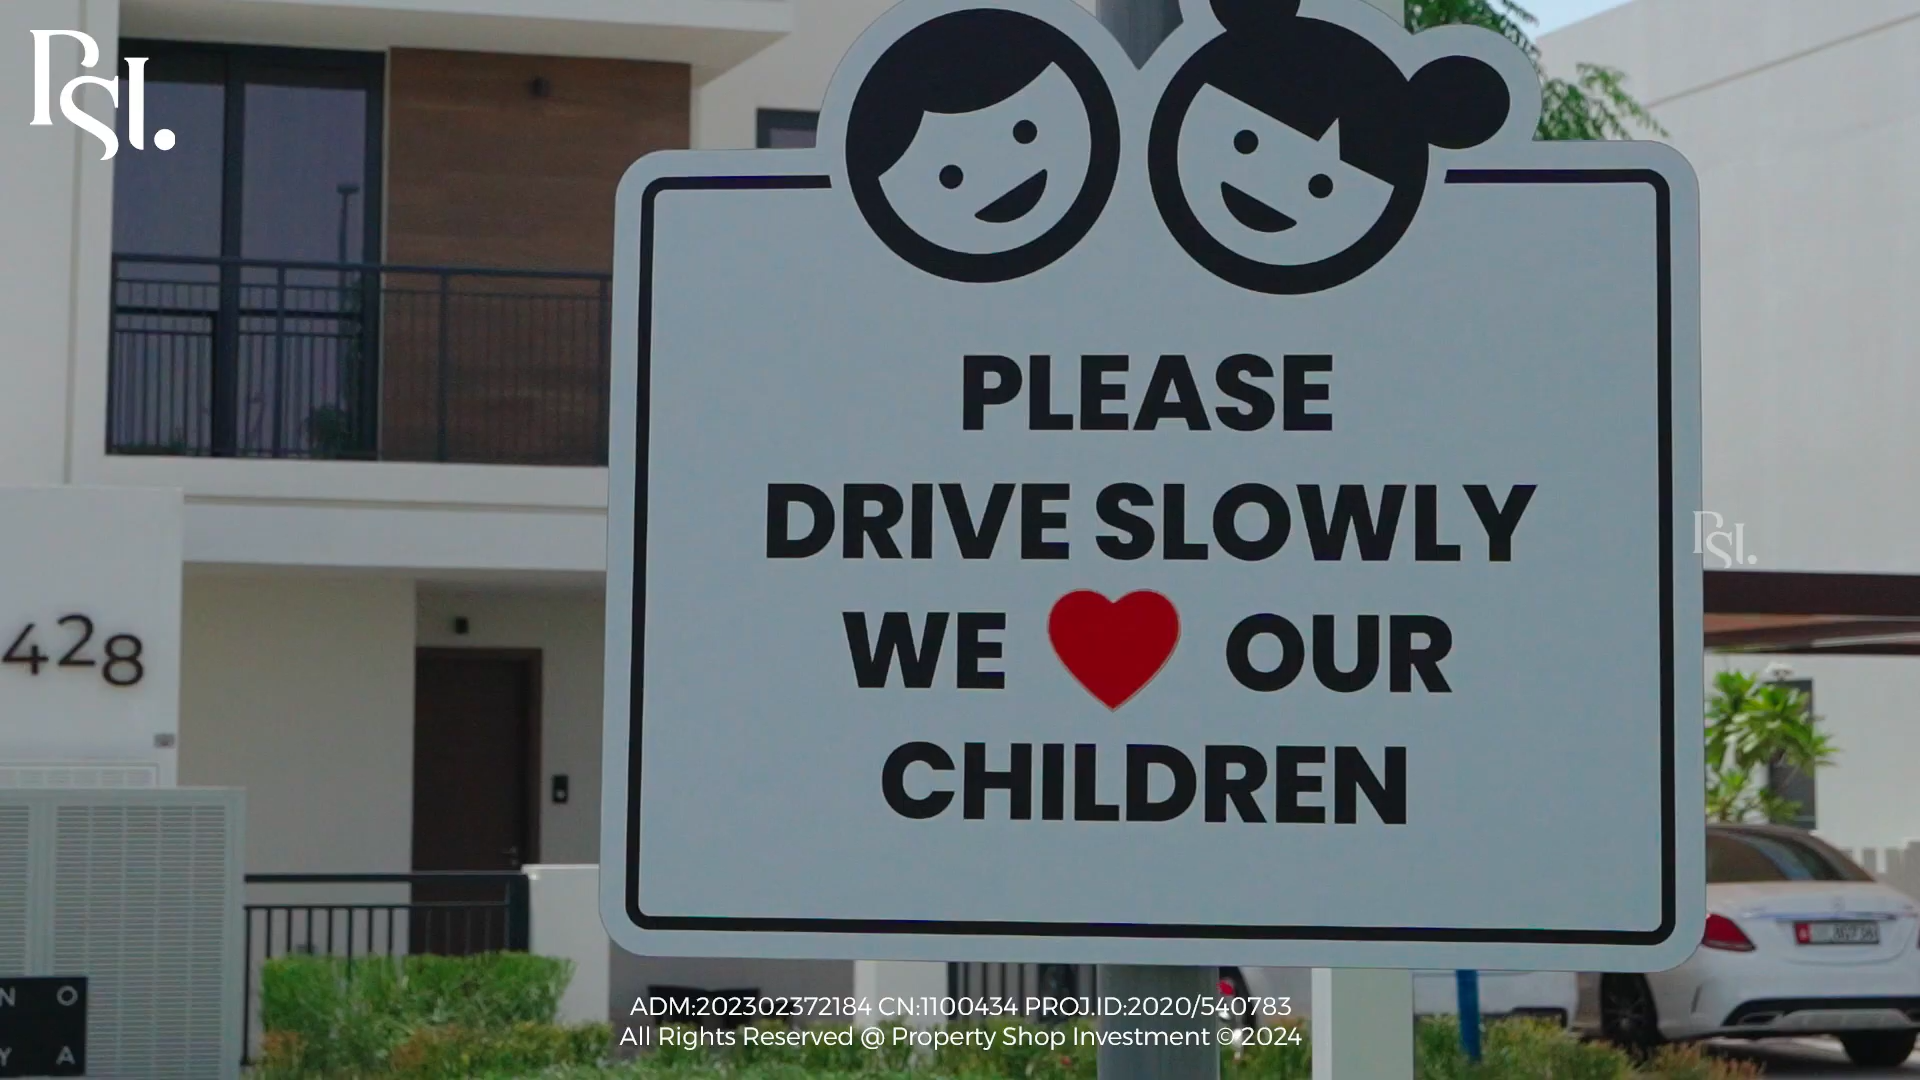 PSI.
PLEASE
DRIVE SLOWLY
WE ❤ OUR
CHILDREN
PSI.
428
N O
Y A
ADM:202302372184 CN:1100434 PROJ.ID:2020/540783
All Rights Reserved @ Property Shop Investment © 2024